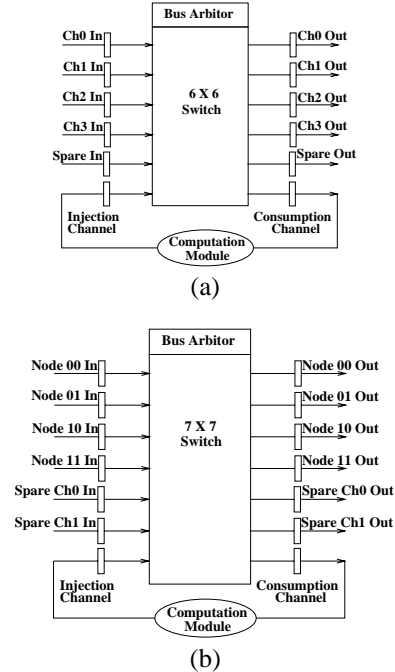 Bus Arbitor
Ch0 In
Ch0 Out
Ch1 In
Ch1 Out
Ch2 In
6 X 6
Ch2 Out
Switch
Ch3 In
Ch3 Out
Spare In
Spare Out
Injection
Channel
Consumption
Channel
Computation
Module
(a)
Bus Arbitor
Node 00 In
Node 00 Out
Node 01 In
Node 01 Out
Node 10 In
7 X 7
Node 10 Out
Switch
Node 11 In
Node 11 Out
Spare Ch0 In
Spare Ch0 Out
Spare Ch1 In
Spare Ch1 Out
Injection
Channel
Consumption
Channel
Computation
Module
(b)